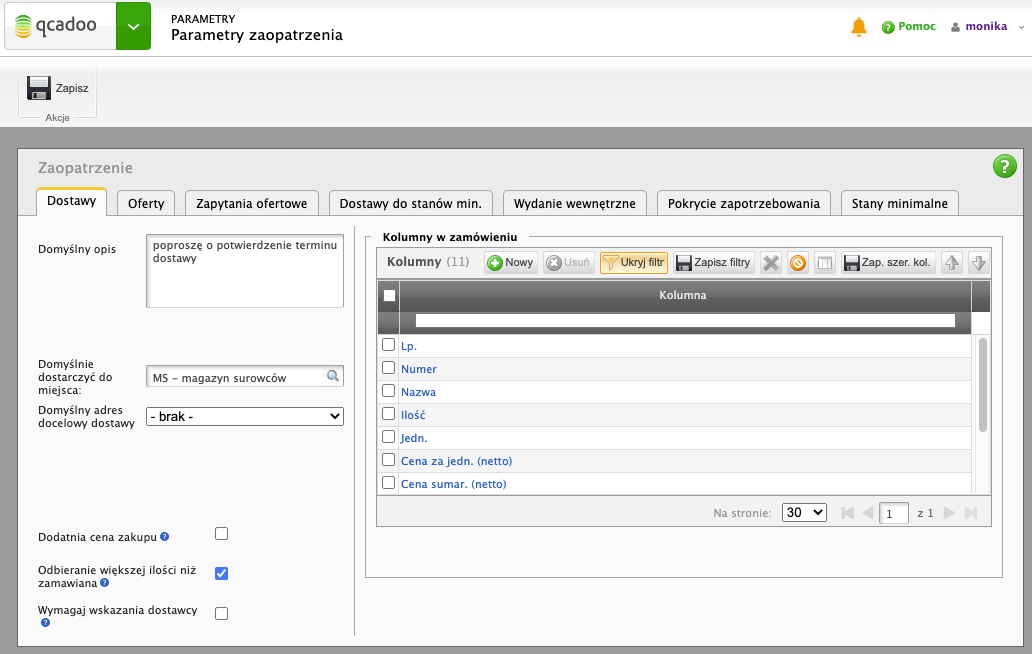 qcadoo
PARAMETRY
Parametry zaopatrzenia
Pomoc
monika
Zapisz
Akcje
Zaopatrzenie
Dostawy
Oferty
Zapytania ofertowe
Dostawy do stanów min.
Wydanie wewnętrzne
Pokrycie zapotrzebowania
Stany minimalne
Domyślny opis
poproszę o potwierdzenie terminu
dostawy
Domyślnie
dostarczyć do
miejsca:
MS – magazyn surowców
Domyślny adres
docelowy dostawy
- brak -
Dodatnia cena zakupu
Odbieranie większej ilości niż
zamawiana
Wymagaj wskazania dostawcy
Kolumny w zamówieniu
Kolumny (11)
Nowy
Usuń
Ukryj filtr
Zapisz filtry
Zap. szer. kol.
Kolumna
Lp.
Numer
Nazwa
Ilość
Jedn.
Cena za jedn. (netto)
Cena sumar. (netto)
Na stronie: 30 1 z 1